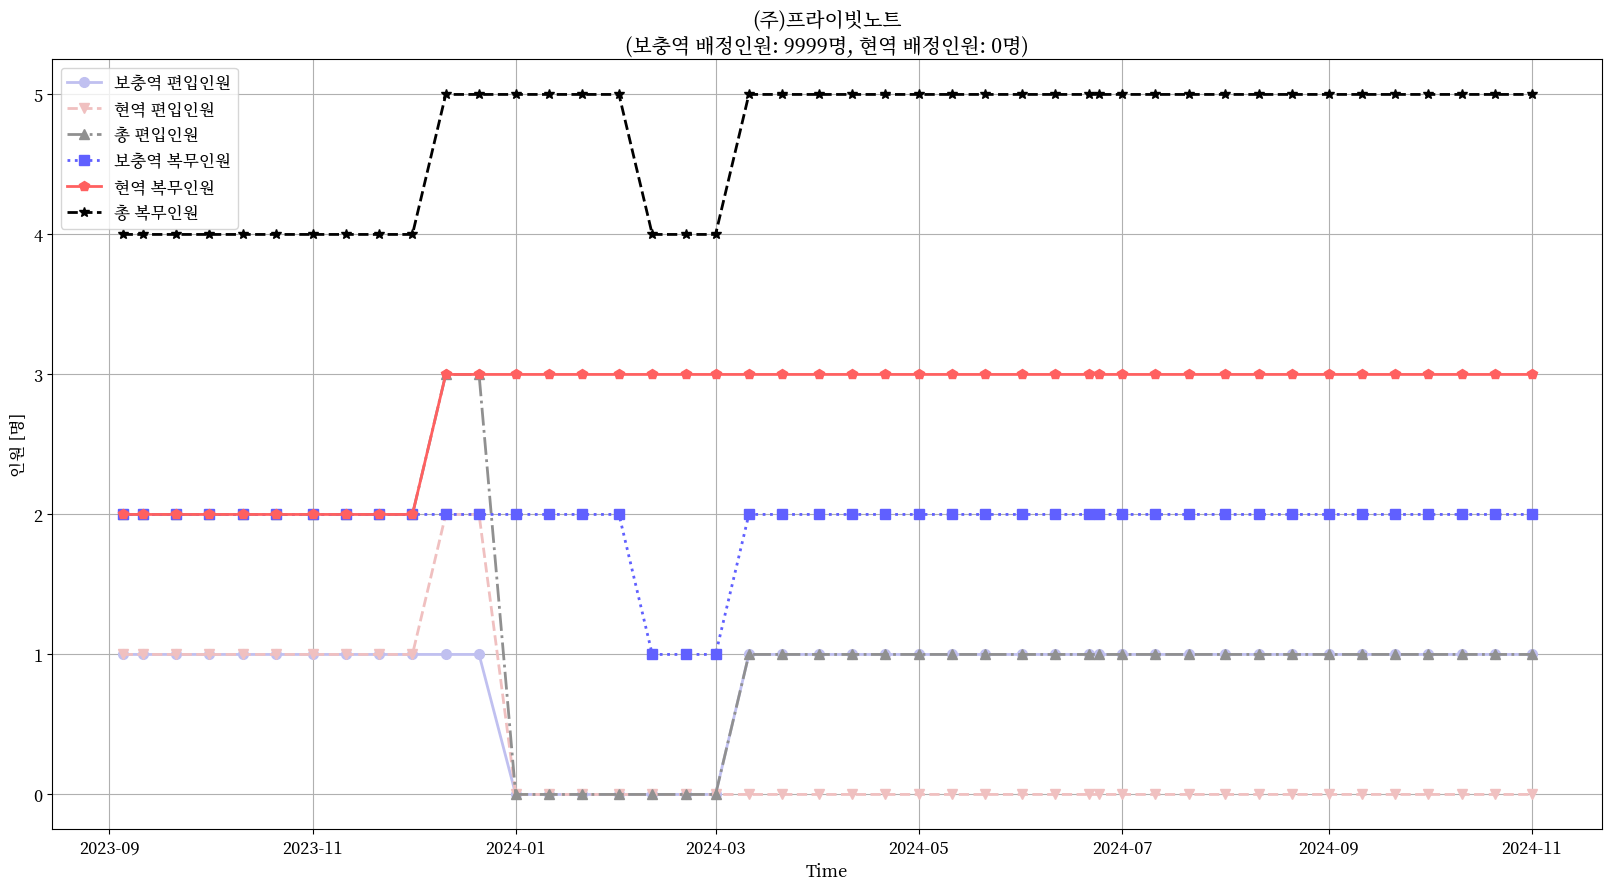 (주)프라이빗노트
(보충역 배정인원: 9999명, 현역 배정인원: 0명)
보충역 편입인원
현역 편입인원
총 편입인원
보충역 복무인원
현역 복무인원
총 복무인원
5
4
3
2
1
0
인원 [명]
2023-09
2023-11
2024-01
2024-03
2024-05
2024-07
2024-09
2024-11
Time